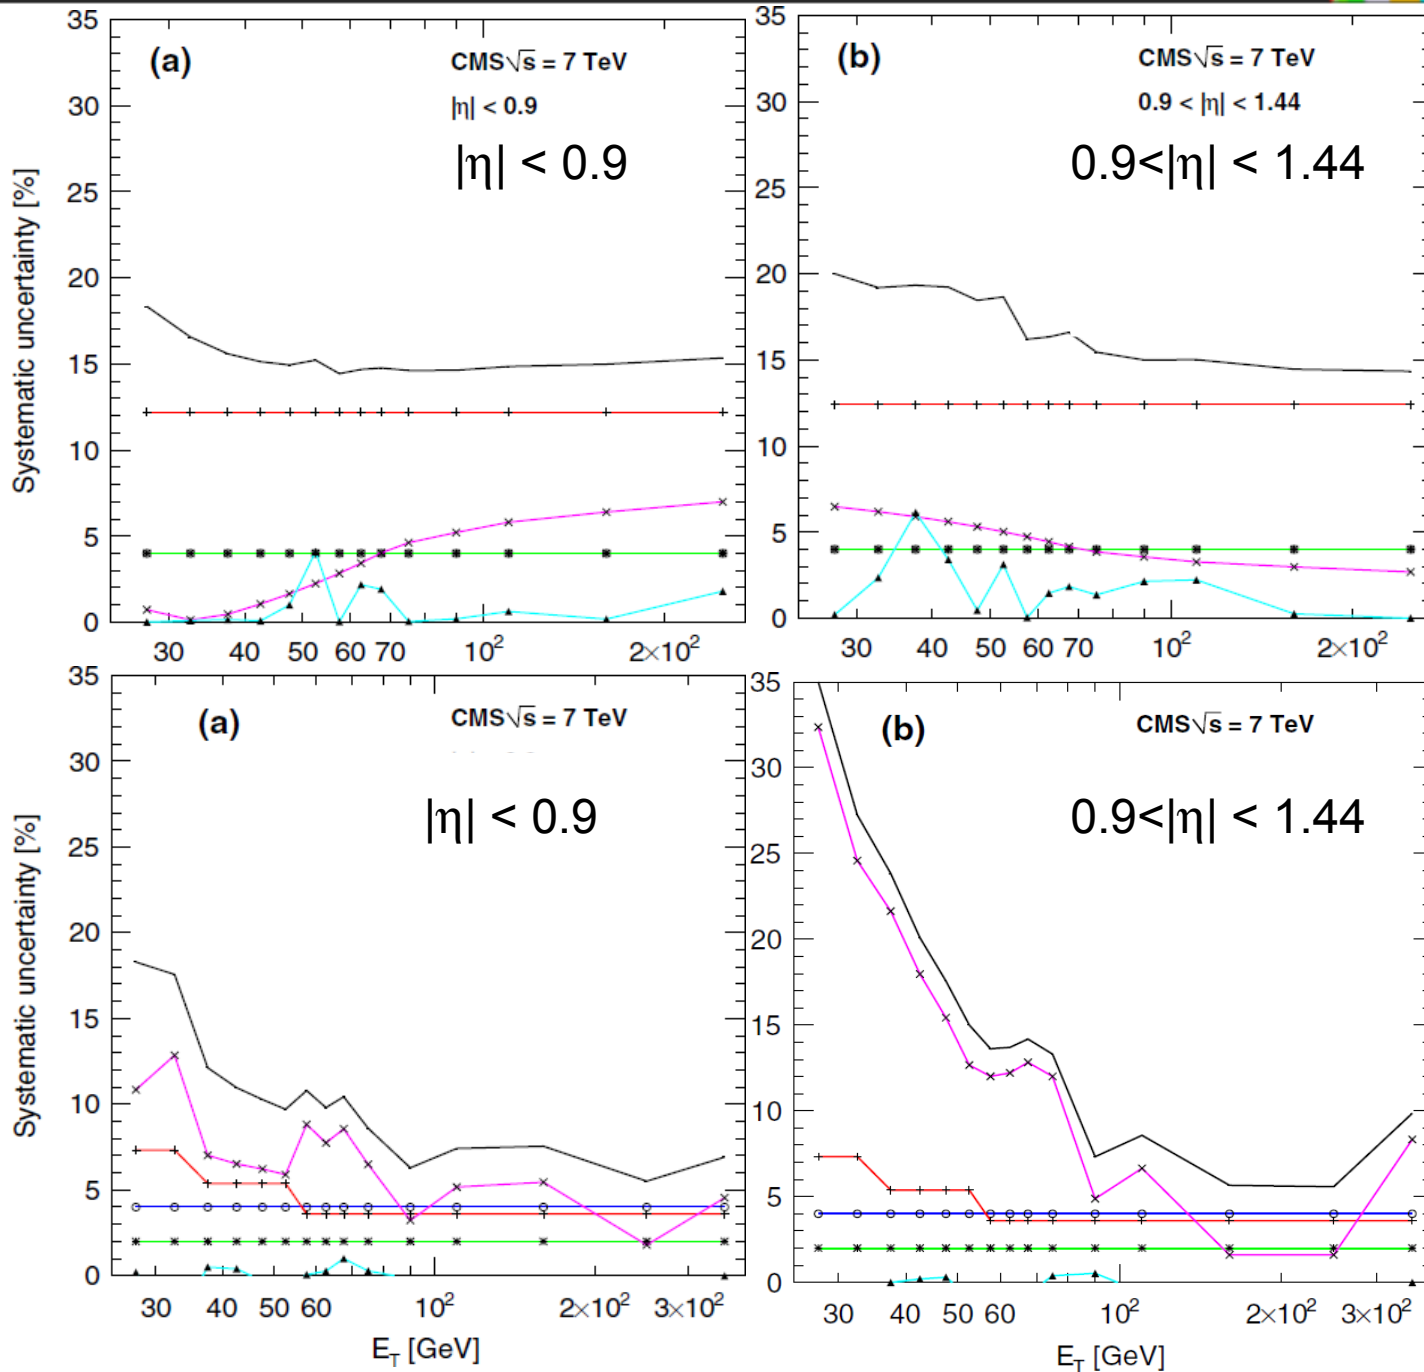 (a)
CMS√s = 7 TeV
|η| < 0.9
|η| < 0.9
Systematic uncertainty [%]
35
30
25
20
15
10
5
0
30 40 50 60 70 10² 2×10²
(b)
CMS√s = 7 TeV
0.9 < |η| < 1.44
0.9<|η| < 1.44
35
30
25
20
15
10
5
0
30 40 50 60 70 10² 2×10²
(a)
CMS√s = 7 TeV
|η| < 0.9
Systematic uncertainty [%]
35
30
25
20
15
10
5
0
30 40 50 60 10² 2×10² 3×10²
E_T [GeV]
(b)
CMS√s = 7 TeV
0.9<|η| < 1.44
35
30
25
20
15
10
5
0
30 40 50 60 10² 2×10² 3×10²
E_T [GeV]